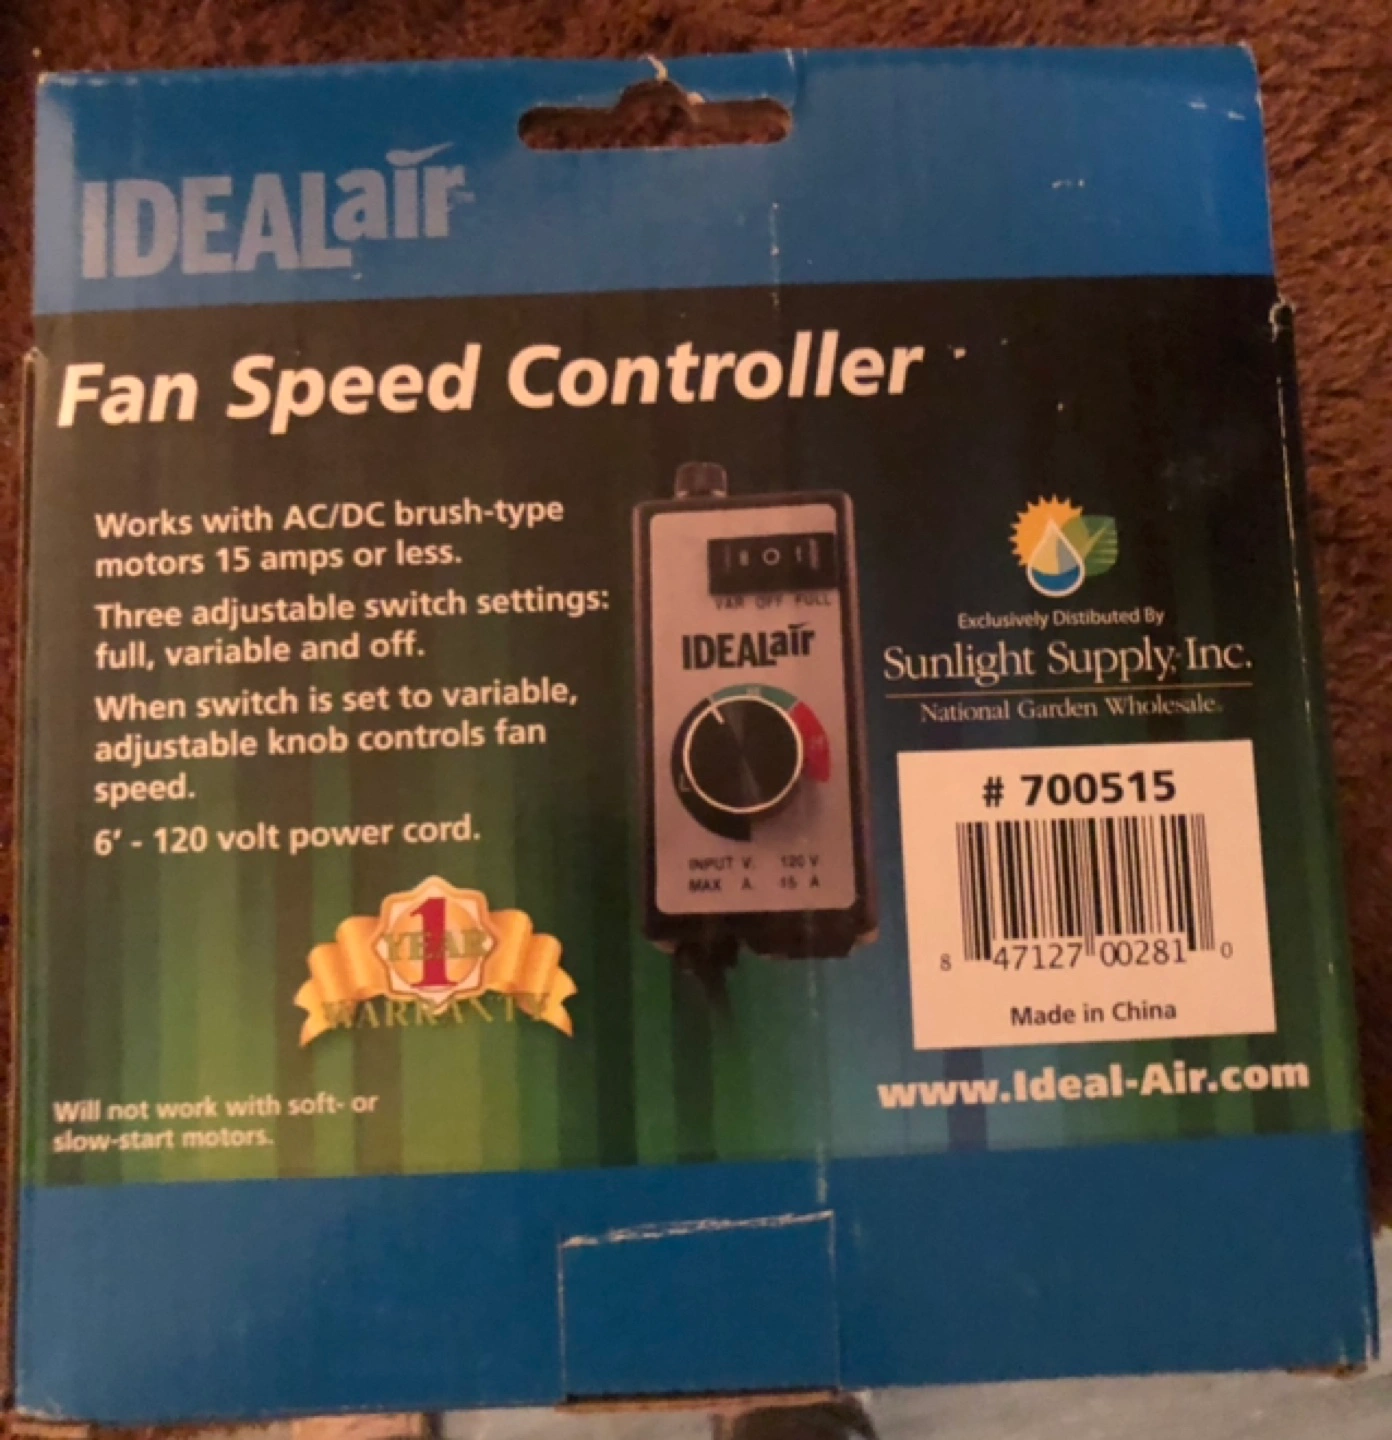 IDEALair
Fan Speed Controller
Works with AC/DC brush-type
motors 15 amps or less.
Three adjustable switch settings:
full, variable and off.
When switch is set to variable,
adjustable knob controls fan
speed.
6' - 120 volt power cord.
1
YEAR
WARRANTY
Will not work with soft- or
slow-start motors.
VAR OFF FULL
IDEALair
INPUT V. 120 V
MAX A. 15 A
Exclusively Distibuted By
Sunlight Supply, Inc.
National Garden Wholesale.
# 700515
8 47127 00281 0
Made in China
www.Ideal-Air.com